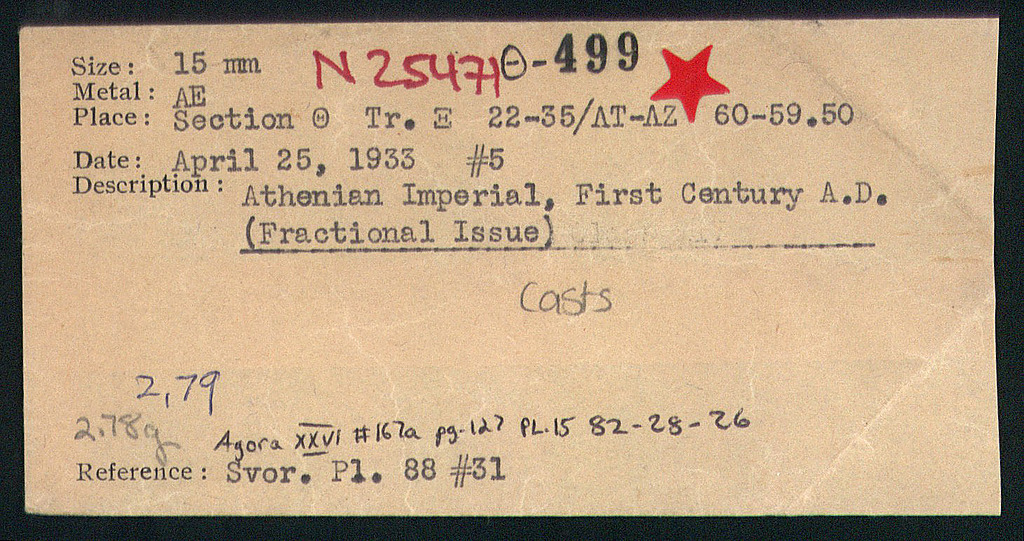 Size: 15 mm N 25471 Θ-499
Metal: AE
Place: Section Θ Tr. Ξ 22-35/ΛΤ-ΛΖ 60-59.50
Date: April 25, 1933 #5
Description: Athenian Imperial, First Century A.D.
(Fractional Issue)
Casts
2,79
2.78g
Agora XXVI #167a pg-127 PL.15 82-28-26
Reference: Svor. Pl. 88 #31